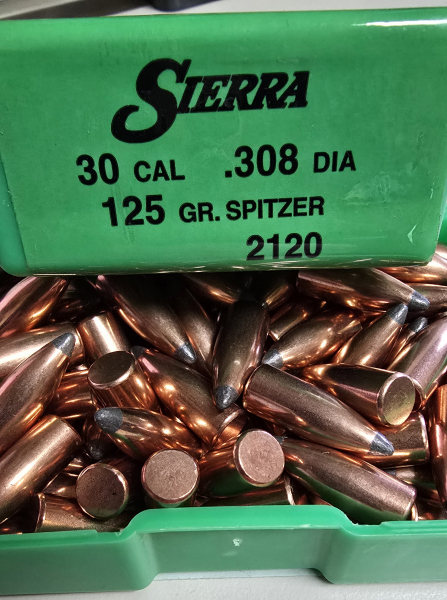 SIERRA
30 CAL .308 DIA
125 GR. SPITZER
2120